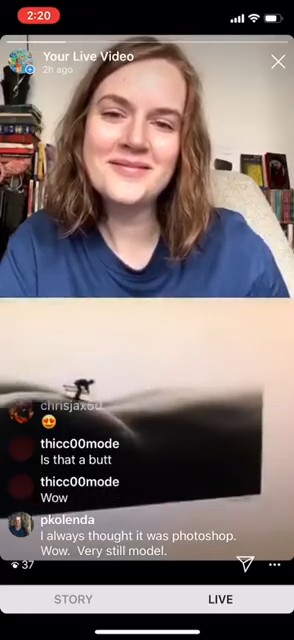 2:20
Your Live Video
2h ago
chrisjax60
😍
thicc00mode
Is that a butt
thicc00mode
Wow
pkolenda
I always thought it was photoshop.
Wow. Very still model.
37
STORY LIVE